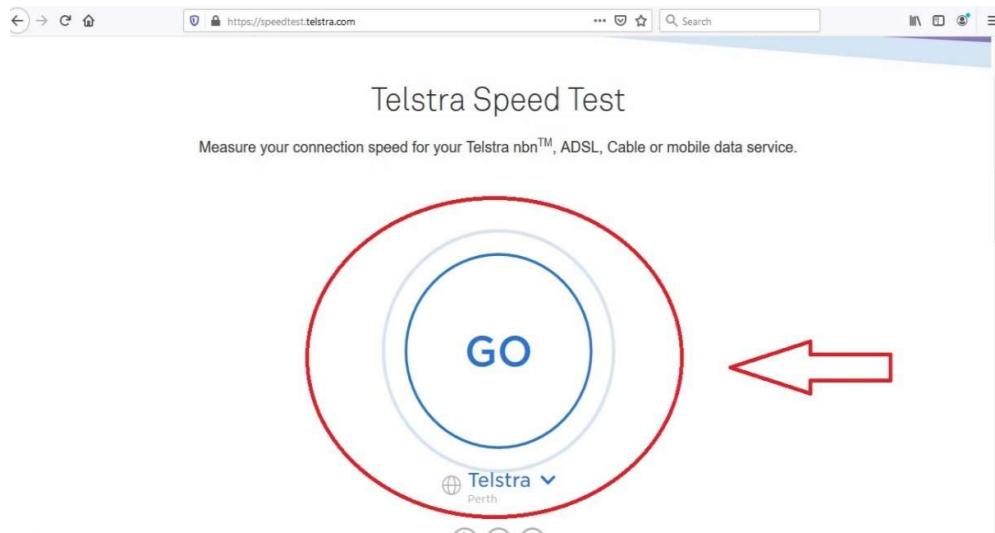 https://speedtest.telstra.com
Search
Telstra Speed Test
Measure your connection speed for your Telstra nbn™, ADSL, Cable or mobile data service.
GO
Telstra
Perth